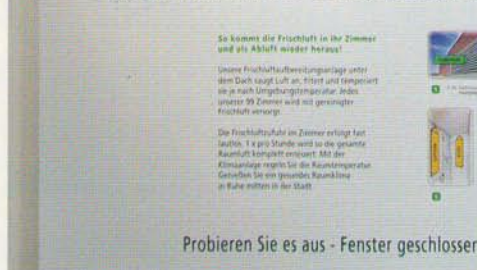 So kommt die Frischluft in Ihr Zimmer
und als Abluft wieder heraus!
Unsere Frischluftaufbereitungsanlage unter
dem Dach saugt Luft an, filtert und temperiert
sie je nach Umgebungstemperatur. Jedes
unserer 99 Zimmer wird mit gereinigter
Frischluft versorgt.
Die Frischluftzufuhr im Zimmer erfolgt fast
lautlos. 1 x pro Stunde wird so die gesamte
Raumluft komplett erneuert. Mit der
Klimaanlage regeln Sie die Raumtemperatur.
Genießen Sie ein gesundes Raumklima
in Ruhe mitten in der Stadt.
Probieren Sie es aus - Fenster geschlossen